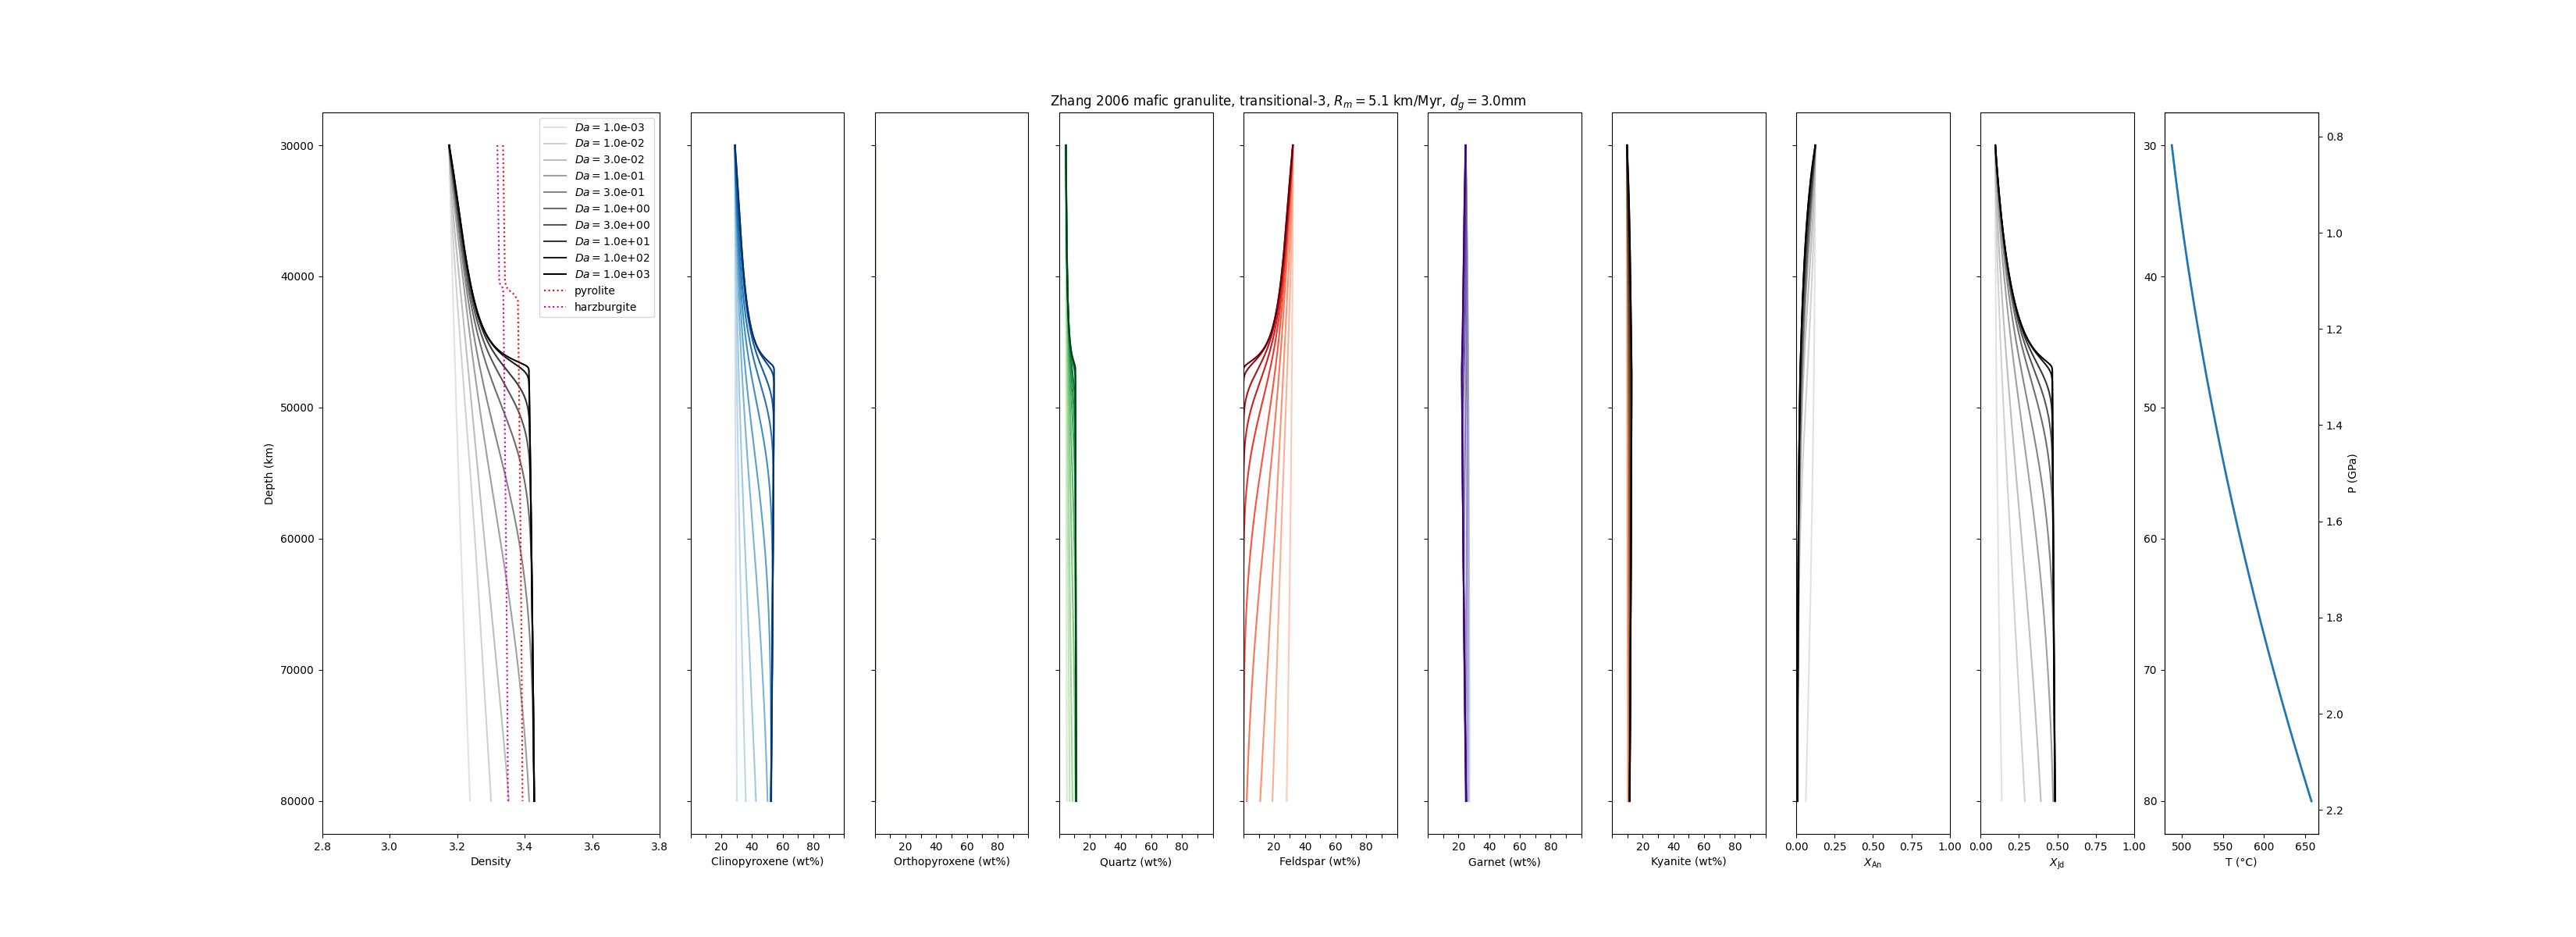 Zhang 2006 mafic granulite, transitional-3, Rₘ = 5.1 km/Myr, d_g = 3.0mm
Da = 1.0e-03
Da = 1.0e-02
Da = 3.0e-02
Da = 1.0e-01
Da = 3.0e-01
Da = 1.0e+00
Da = 3.0e+00
Da = 1.0e+01
Da = 1.0e+02
Da = 1.0e+03
pyrolite
harzburgite
Depth (km)
30000
40000
50000
60000
70000
80000
2.8 3.0 3.2 3.4 3.6 3.8
Density
20 40 60 80
Clinopyroxene (wt%)
20 40 60 80
Orthopyroxene (wt%)
20 40 60 80
Quartz (wt%)
20 40 60 80
Feldspar (wt%)
20 40 60 80
Garnet (wt%)
20 40 60 80
Kyanite (wt%)
0.00 0.25 0.50 0.75 1.00
X_An
0.00 0.25 0.50 0.75 1.00
X_Jd
30
40
50
60
70
80
500 550 600 650
T (°C)
0.8
1.0
1.2
1.4
1.6
1.8
2.0
2.2
P (GPa)